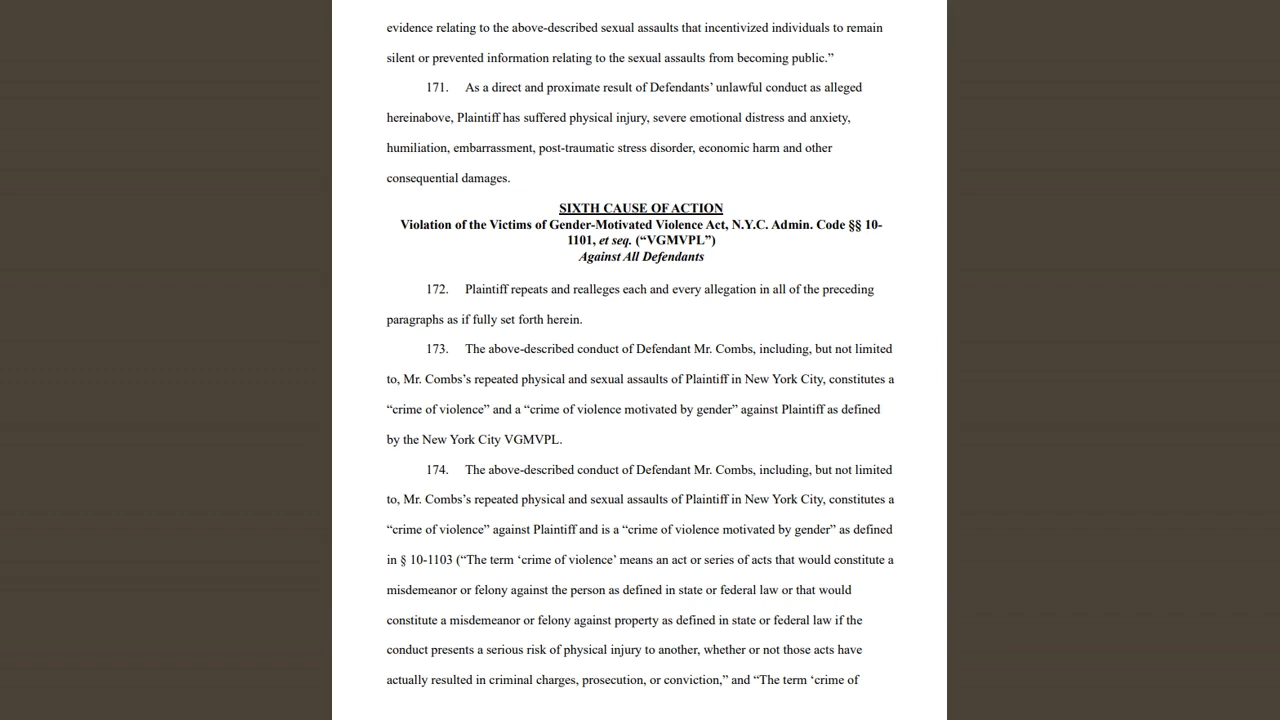 evidence relating to the above-described sexual assaults that incentivized individuals to remain
silent or prevented information relating to the sexual assaults from becoming public.”
171. As a direct and proximate result of Defendants’ unlawful conduct as alleged
hereinabove, Plaintiff has suffered physical injury, severe emotional distress and anxiety,
humiliation, embarrassment, post-traumatic stress disorder, economic harm and other
consequential damages.
SIXTH CAUSE OF ACTION
Violation of the Victims of Gender-Motivated Violence Act, N.Y.C. Admin. Code §§ 10-
1101, et seq. (“VGMVPL”)
Against All Defendants
172. Plaintiff repeats and realleges each and every allegation in all of the preceding
paragraphs as if fully set forth herein.
173. The above-described conduct of Defendant Mr. Combs, including, but not limited
to, Mr. Combs’s repeated physical and sexual assaults of Plaintiff in New York City, constitutes a
“crime of violence” and a “crime of violence motivated by gender” against Plaintiff as defined
by the New York City VGMVPL.
174. The above-described conduct of Defendant Mr. Combs, including, but not limited
to, Mr. Combs’s repeated physical and sexual assaults of Plaintiff in New York City, constitutes a
“crime of violence” against Plaintiff and is a “crime of violence motivated by gender” as defined
in § 10-1103 (“The term ‘crime of violence’ means an act or series of acts that would constitute a
misdemeanor or felony against the person as defined in state or federal law or that would
constitute a misdemeanor or felony against property as defined in state or federal law if the
conduct presents a serious risk of physical injury to another, whether or not those acts have
actually resulted in criminal charges, prosecution, or conviction,” and “The term ‘crime of